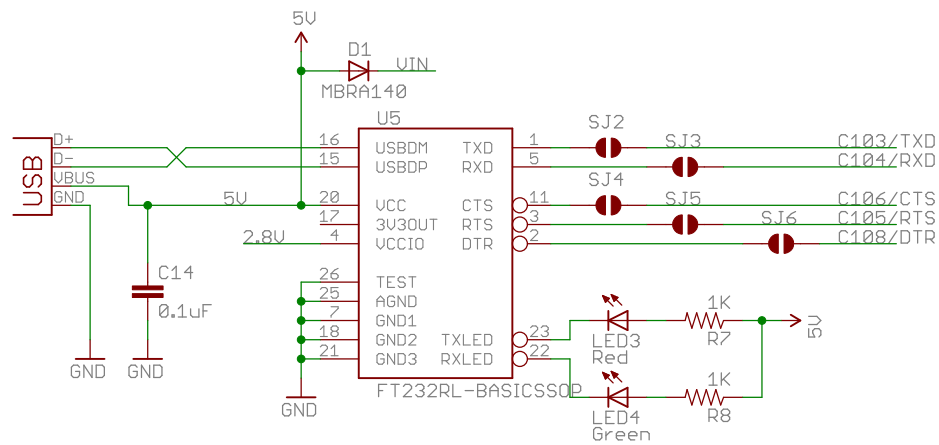 5V
D1
VIN
MBRA140
U5
USB
D+
D-
VBUS
GND
5V
2.8V
C14
0.1uF
GND
GND
GND
16 USBDM TXD 1
15 USBDP RXD 5
20 VCC CTS 11
17 3V3OUT RTS 3
4 VCCIO DTR 2
26 TEST
25 AGND
7 GND1
18 GND2 TXLED 23
21 GND3 RXLED 22
FT232RL-BASICSSOP
SJ2
SJ3
SJ4
SJ5
SJ6
C103/TXD
C104/RXD
C106/CTS
C105/RTS
C108/DTR
LED3
Red
1K
R7
5V
LED4
Green
1K
R8